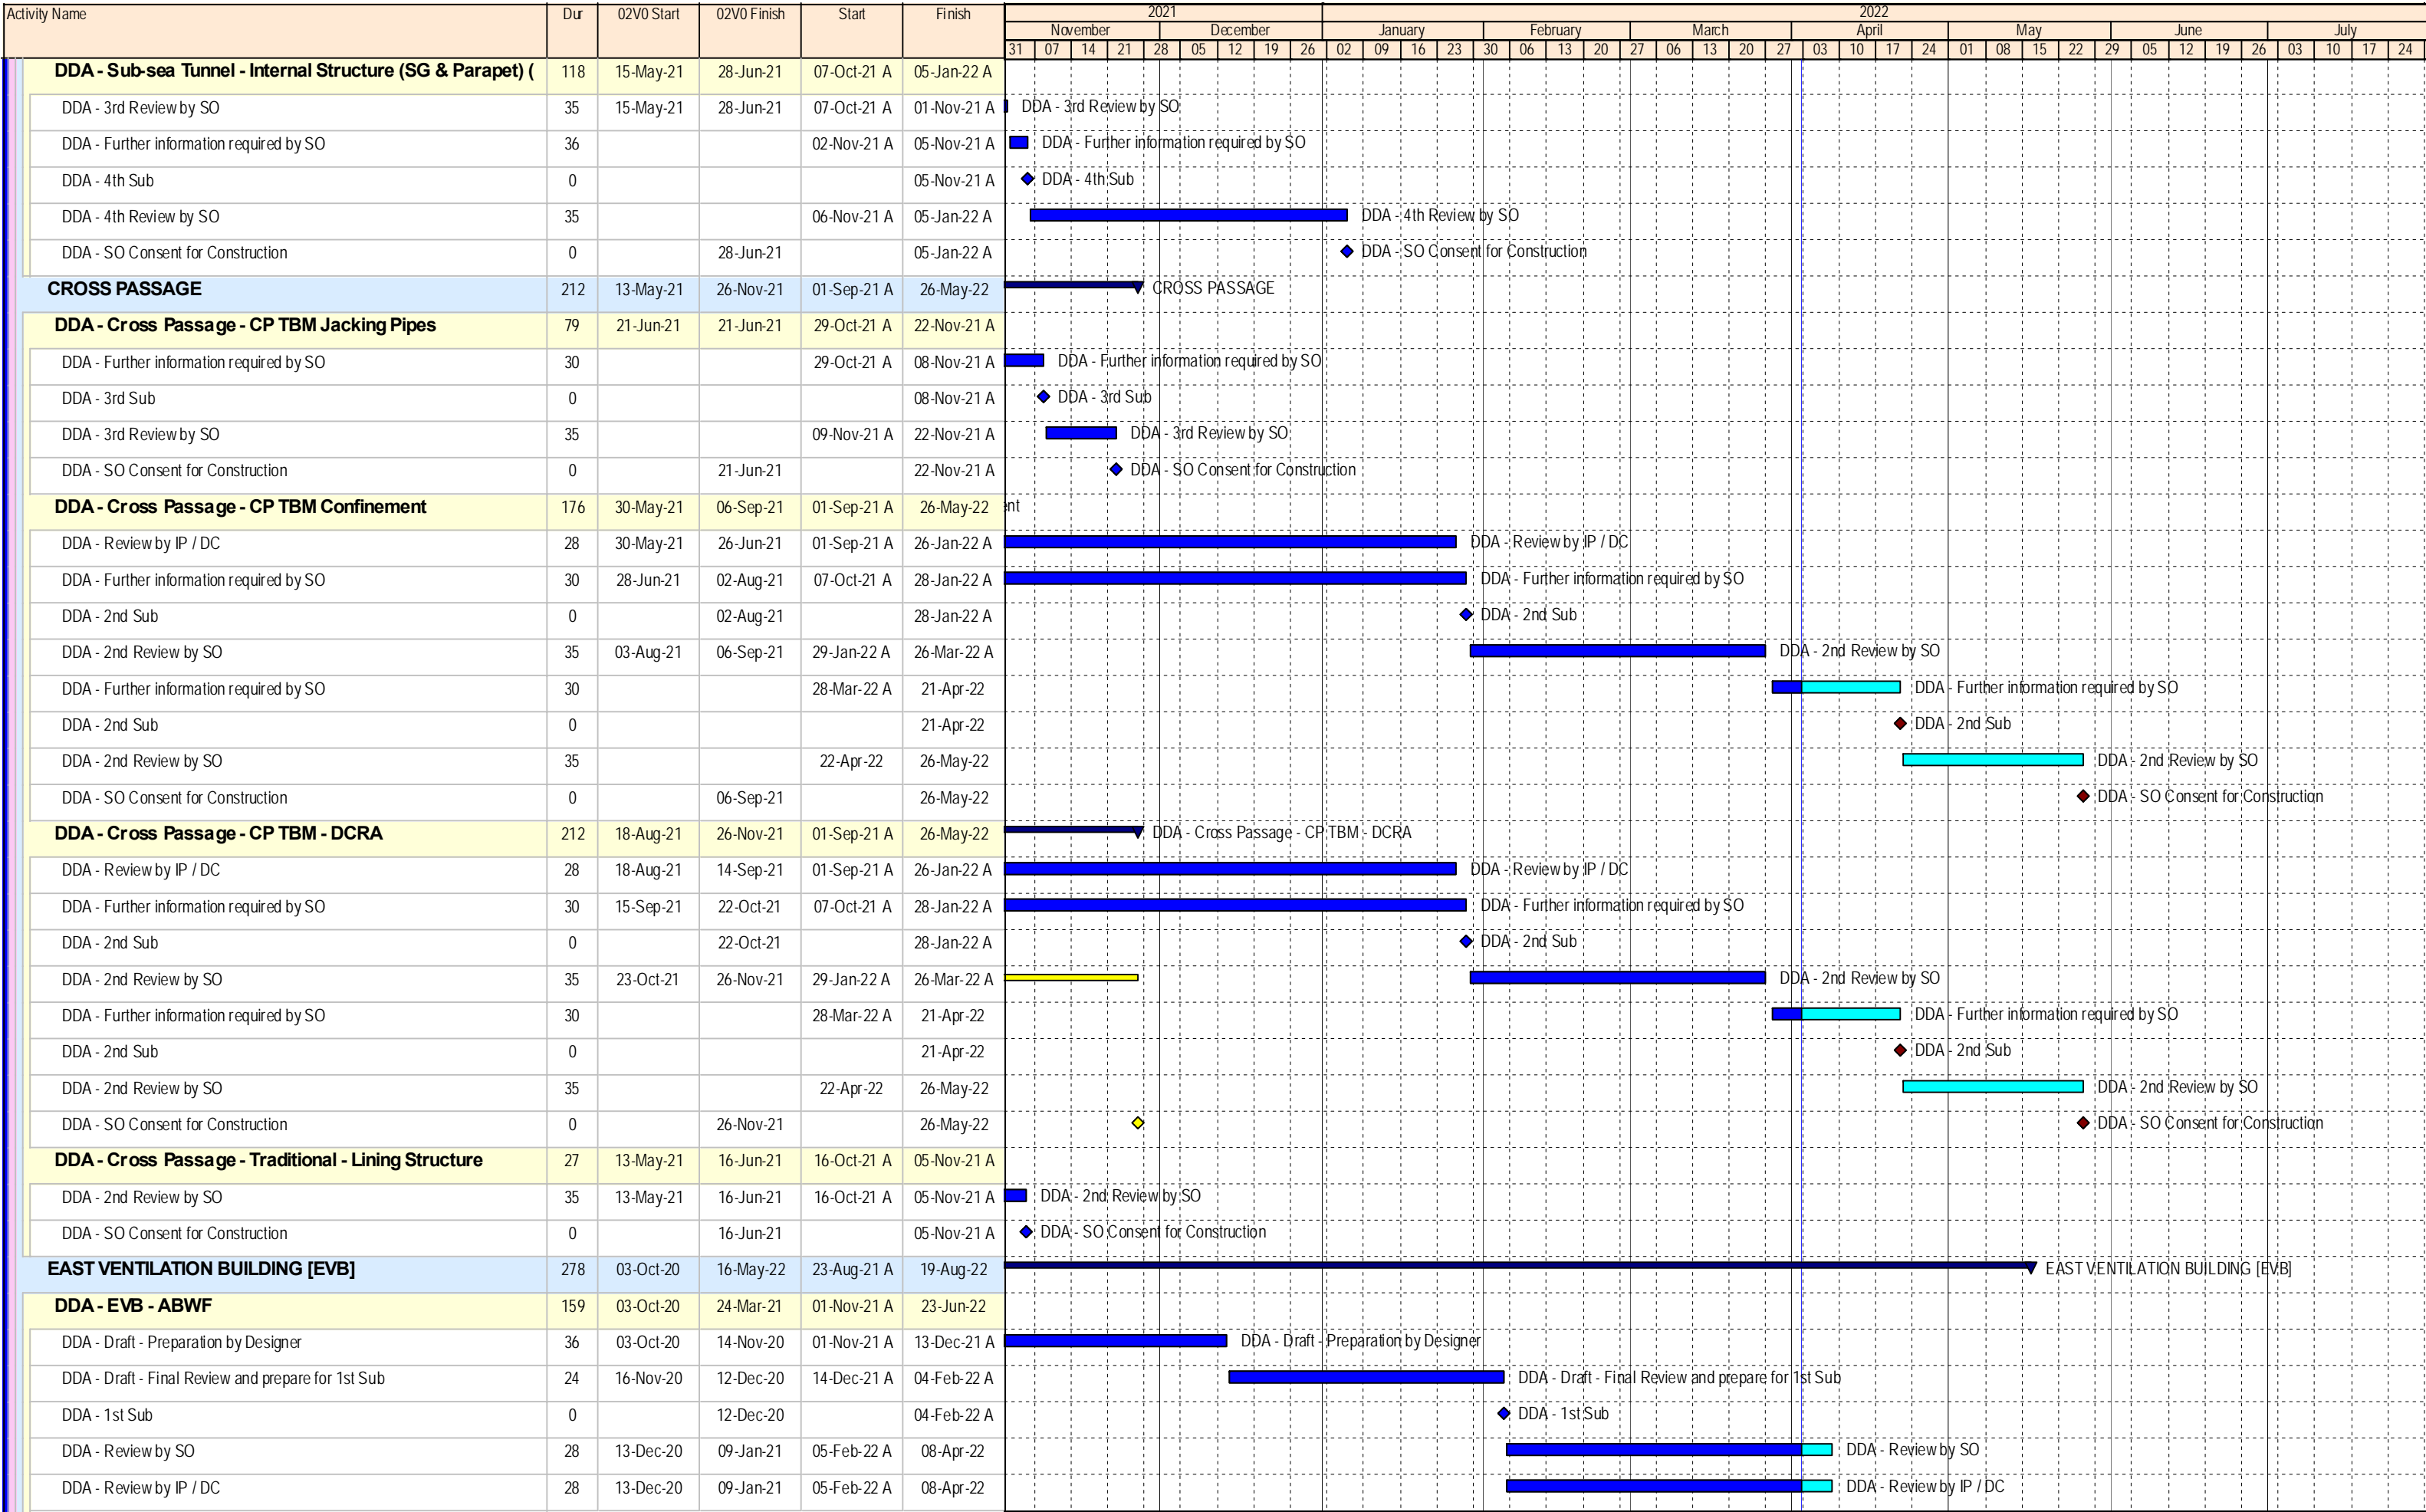 Activity Name Dur 02V0 Start 02V0 Finish Start Finish 2021 2022
November December January February March April May June July
31 07 14 21 28 05 12 19 26 02 09 16 23 30 06 13 20 27 06 13 20 27 03 10 17 24 01 08 15 22 29 05 12 19 26 03 10 17 24
DDA - Sub-sea Tunnel - Internal Structure (SG & Parapet) ( 118 15-May-21 28-Jun-21 07-Oct-21 A 05-Jan-22 A
DDA - 3rd Review by SO 35 15-May-21 28-Jun-21 07-Oct-21 A 01-Nov-21 A DDA - 3rd Review by SO
DDA - Further information required by SO 36 02-Nov-21 A 05-Nov-21 A DDA - Further information required by SO
DDA - 4th Sub 0 05-Nov-21 A DDA - 4th Sub
DDA - 4th Review by SO 35 06-Nov-21 A 05-Jan-22 A DDA - 4th Review by SO
DDA - SO Consent for Construction 0 28-Jun-21 05-Jan-22 A DDA - SO Consent for Construction
CROSS PASSAGE 212 13-May-21 26-Nov-21 01-Sep-21 A 26-May-22 CROSS PASSAGE
DDA - Cross Passage - CP TBM Jacking Pipes 79 21-Jun-21 21-Jun-21 29-Oct-21 A 22-Nov-21 A
DDA - Further information required by SO 30 29-Oct-21 A 08-Nov-21 A DDA - Further information required by SO
DDA - 3rd Sub 0 08-Nov-21 A DDA - 3rd Sub
DDA - 3rd Review by SO 35 09-Nov-21 A 22-Nov-21 A DDA - 3rd Review by SO
DDA - SO Consent for Construction 0 21-Jun-21 22-Nov-21 A DDA - SO Consent for Construction
DDA - Cross Passage - CP TBM Confinement 176 30-May-21 06-Sep-21 01-Sep-21 A 26-May-22 nt
DDA - Review by IP / DC 28 30-May-21 26-Jun-21 01-Sep-21 A 26-Jan-22 A DDA - Review by IP / DC
DDA - Further information required by SO 30 28-Jun-21 02-Aug-21 07-Oct-21 A 28-Jan-22 A DDA - Further information required by SO
DDA - 2nd Sub 0 02-Aug-21 28-Jan-22 A DDA - 2nd Sub
DDA - 2nd Review by SO 35 03-Aug-21 06-Sep-21 29-Jan-22 A 26-Mar-22 A DDA - 2nd Review by SO
DDA - Further information required by SO 30 28-Mar-22 A 21-Apr-22 DDA - Further information required by SO
DDA - 2nd Sub 0 21-Apr-22 DDA - 2nd Sub
DDA - 2nd Review by SO 35 22-Apr-22 26-May-22 DDA - 2nd Review by SO
DDA - SO Consent for Construction 0 06-Sep-21 26-May-22 DDA - SO Consent for Construction
DDA - Cross Passage - CP TBM - DCRA 212 18-Aug-21 26-Nov-21 01-Sep-21 A 26-May-22 DDA - Cross Passage - CP TBM - DCRA
DDA - Review by IP / DC 28 18-Aug-21 14-Sep-21 01-Sep-21 A 26-Jan-22 A DDA - Review by IP / DC
DDA - Further information required by SO 30 15-Sep-21 22-Oct-21 07-Oct-21 A 28-Jan-22 A DDA - Further information required by SO
DDA - 2nd Sub 0 22-Oct-21 28-Jan-22 A DDA - 2nd Sub
DDA - 2nd Review by SO 35 23-Oct-21 26-Nov-21 29-Jan-22 A 26-Mar-22 A DDA - 2nd Review by SO
DDA - Further information required by SO 30 28-Mar-22 A 21-Apr-22 DDA - Further information required by SO
DDA - 2nd Sub 0 21-Apr-22 DDA - 2nd Sub
DDA - 2nd Review by SO 35 22-Apr-22 26-May-22 DDA - 2nd Review by SO
DDA - SO Consent for Construction 0 26-Nov-21 26-May-22 DDA - SO Consent for Construction
DDA - Cross Passage - Traditional - Lining Structure 27 13-May-21 16-Jun-21 16-Oct-21 A 05-Nov-21 A
DDA - 2nd Review by SO 35 13-May-21 16-Jun-21 16-Oct-21 A 05-Nov-21 A DDA - 2nd Review by SO
DDA - SO Consent for Construction 0 16-Jun-21 05-Nov-21 A DDA - SO Consent for Construction
EAST VENTILATION BUILDING [EVB] 278 03-Oct-20 16-May-22 23-Aug-21 A 19-Aug-22 EAST VENTILATION BUILDING [EVB]
DDA - EVB - ABWF 159 03-Oct-20 24-Mar-21 01-Nov-21 A 23-Jun-22
DDA - Draft - Preparation by Designer 36 03-Oct-20 14-Nov-20 01-Nov-21 A 13-Dec-21 A DDA - Draft - Preparation by Designer
DDA - Draft - Final Review and prepare for 1st Sub 24 16-Nov-20 12-Dec-20 14-Dec-21 A 04-Feb-22 A DDA - Draft - Final Review and prepare for 1st Sub
DDA - 1st Sub 0 12-Dec-20 04-Feb-22 A DDA - 1st Sub
DDA - Review by SO 28 13-Dec-20 09-Jan-21 05-Feb-22 A 08-Apr-22 DDA - Review by SO
DDA - Review by IP / DC 28 13-Dec-20 09-Jan-21 05-Feb-22 A 08-Apr-22 DDA - Review by IP / DC